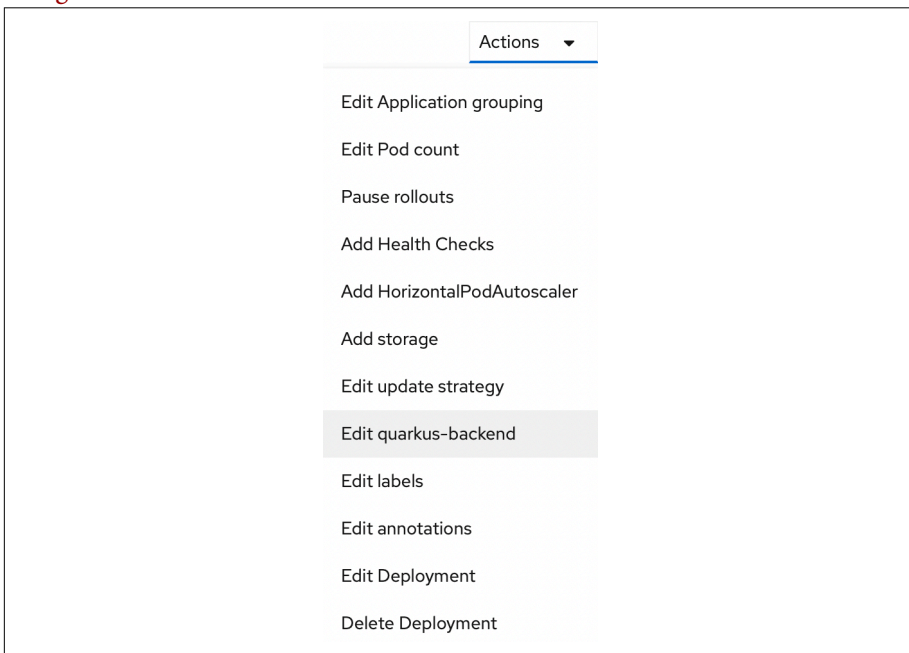 Actions
Edit Application grouping
Edit Pod count
Pause rollouts
Add Health Checks
Add HorizontalPodAutoscaler
Add storage
Edit update strategy
Edit quarkus-backend
Edit labels
Edit annotations
Edit Deployment
Delete Deployment